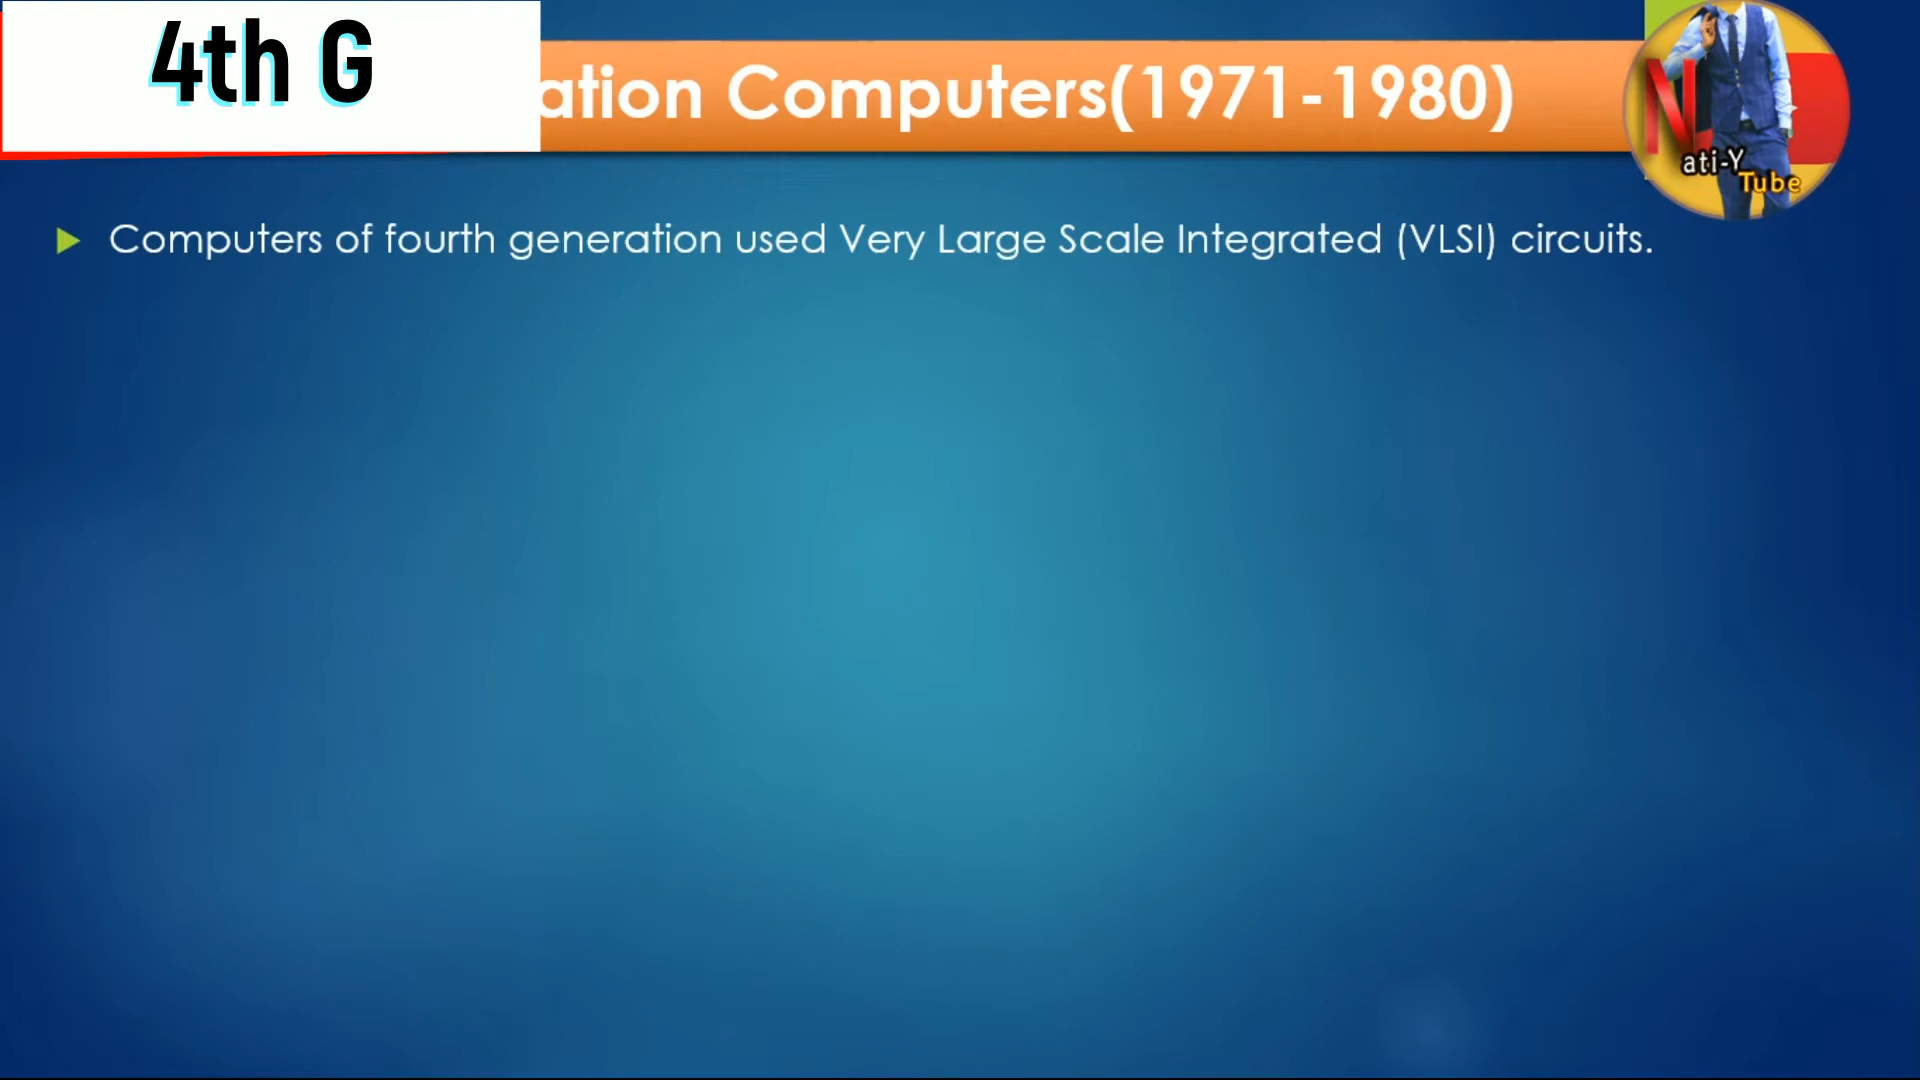 4th G
ation Computers(1971-1980)
N
ati-Y
Tube
Computers of fourth generation used Very Large Scale Integrated (VLSI) circuits.